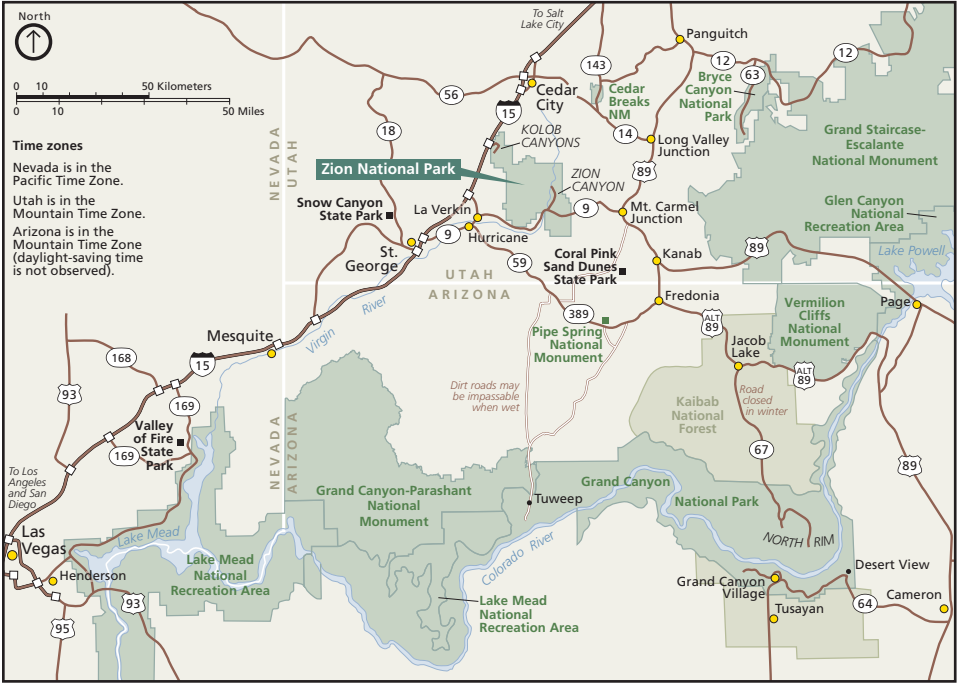 North
0 10 50 Kilometers
0 10 50 Miles
Time zones
Nevada is in the
Pacific Time Zone.
Utah is in the
Mountain Time Zone.
Arizona is in the
Mountain Time Zone
(daylight-saving time
is not observed).
To Salt
Lake City
Panguitch
12
12
63
143
Bryce
Canyon
National
Park
Cedar
Breaks
NM
56
Cedar
City
15
18
KOLOB
CANYONS
14
Long Valley
Junction
Grand Staircase-
Escalante
National Monument
NEVADA
UTAH
Zion National Park
ZION
CANYON
89
Snow Canyon
State Park
La Verkin
9
Mt. Carmel
Junction
Glen Canyon
National
Recreation Area
9
Hurricane
St.
George
59
Coral Pink
Sand Dunes
State Park
Kanab
89
Lake Powell
UTAH
ARIZONA
Fredonia
Page
Virgin
River
389
Pipe Spring
National
Monument
ALT
89
Vermilion
Cliffs
National
Monument
Mesquite
Jacob
Lake
168
15
ALT
89
93
169
Dirt roads may
be impassable
when wet
Road
closed
in winter
Kaibab
National
Forest
Valley
of Fire
State
Park
169
NEVADA
ARIZONA
67
89
To Los
Angeles
and San
Diego
Grand Canyon-Parashant
National
Monument
Tuweep
Grand Canyon
National Park
Las
Vegas
Lake Mead
Colorado River
NORTH RIM
Lake Mead
National
Recreation Area
Henderson
Desert View
Grand Canyon
Village
93
Lake Mead
National
Recreation Area
Tusayan
64
Cameron
95